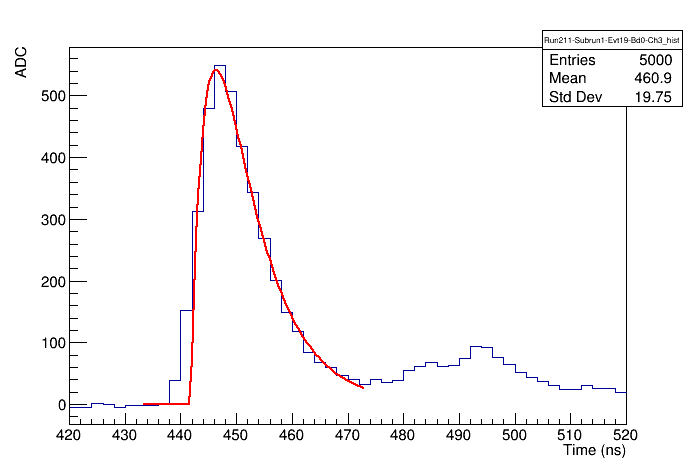 Run211-Subrun1-Evt19-Bd0-Ch3_hist
Entries 5000
Mean 460.9
Std Dev 19.75
ADC
500
400
300
200
100
0
420 430 440 450 460 470 480 490 500 510 520
Time (ns)